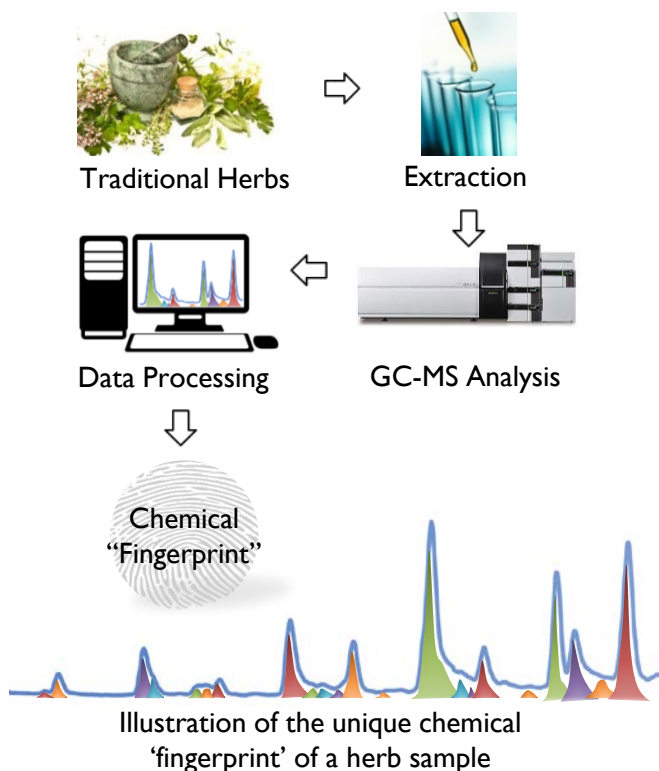 Traditional Herbs
Extraction
GC-MS Analysis
Data Processing
Chemical
“Fingerprint”
Illustration of the unique chemical
‘fingerprint’ of a herb sample